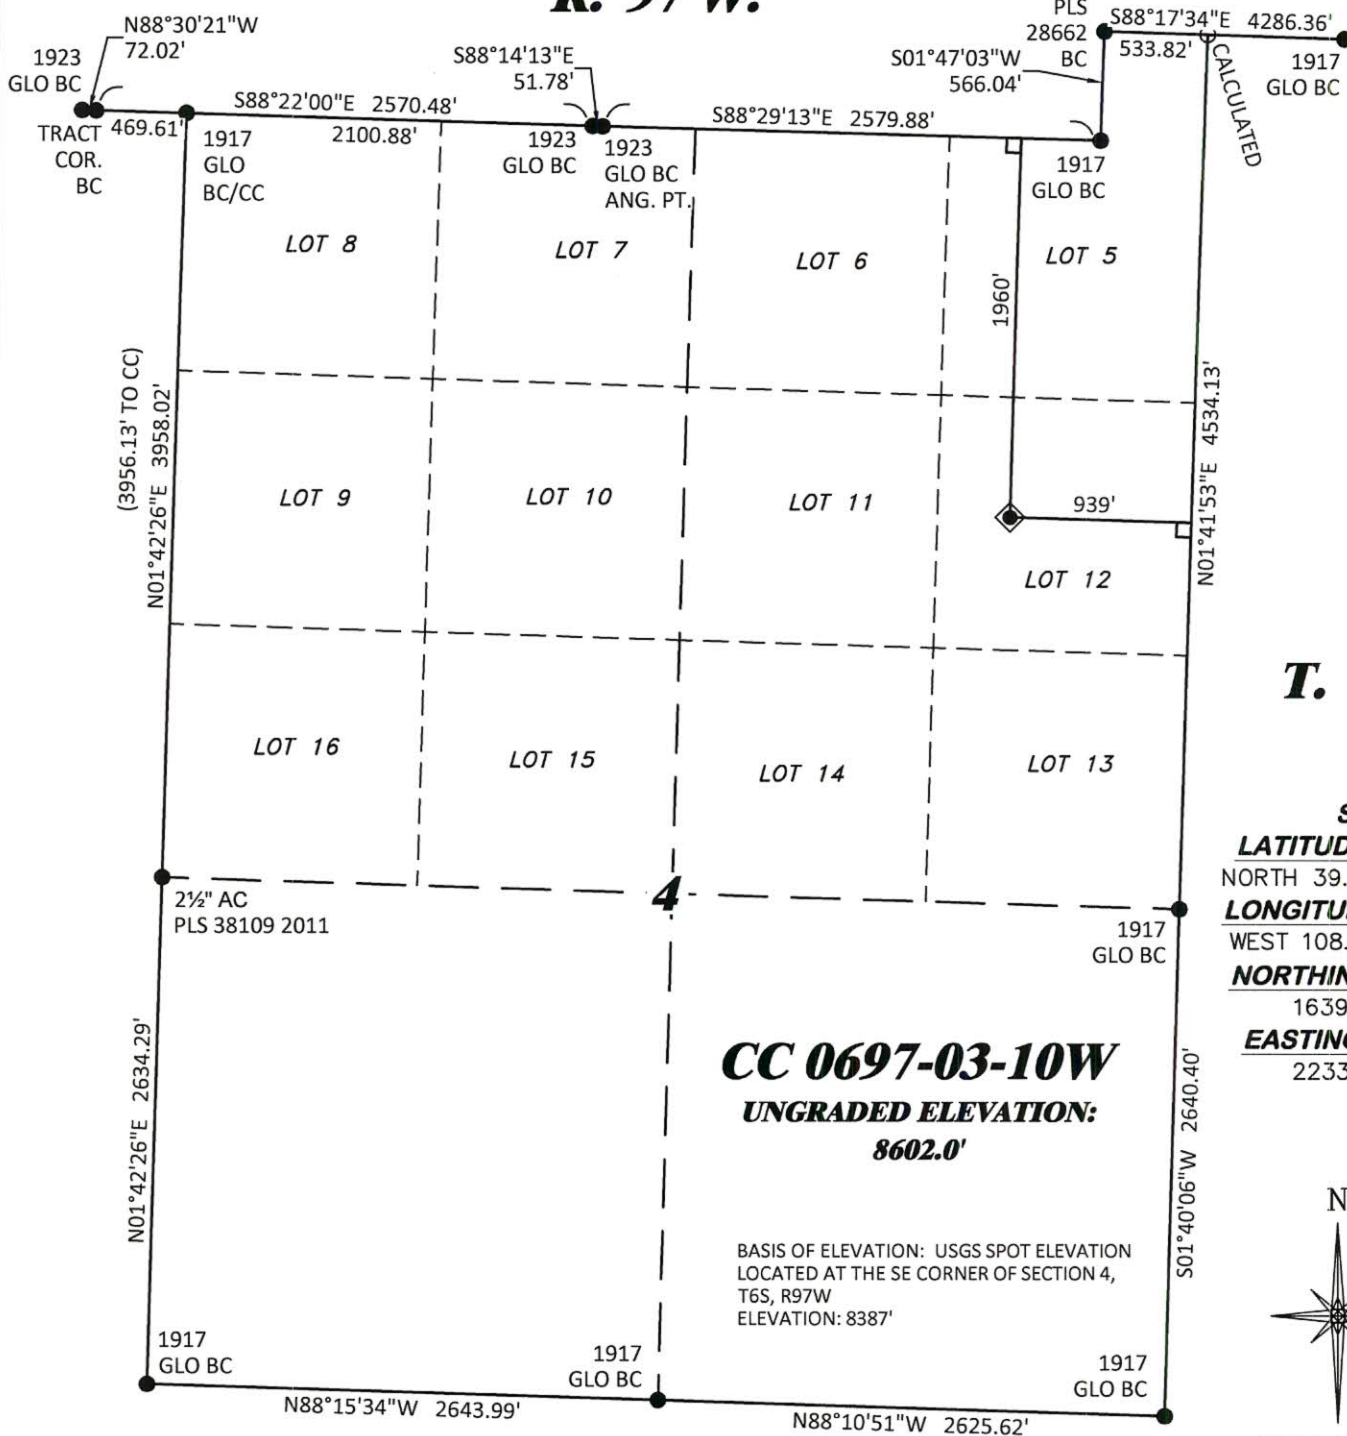 R. 97 W.
N88°30'21"W
72.02'
1923
GLO BC
TRACT
COR.
BC
469.61'
S88°22'00"E 2570.48'
2100.88'
1917
GLO
BC/CC
S88°14'13"E
51.78'
1923
GLO BC
1923
GLO BC
ANG. PT.
S88°29'13"E 2579.88'
S01°47'03"W
566.04'
PLS
28662
BC
S88°17'34"E 4286.36'
533.82'
1917
GLO BC
CALCULATED
1917
GLO BC
LOT 8
LOT 7
LOT 6
LOT 5
1960'
(3956.13' TO CC)
N01°42'26"E 3958.02'
N01°41'53"E 4534.13'
LOT 9
LOT 10
LOT 11
939'
LOT 12
LOT 16
LOT 15
LOT 14
LOT 13
T.
2½" AC
PLS 38109 2011
4
1917
GLO BC
NORTH 39.
WEST 108.
1639
2233
CC 0697-03-10W
UNGRADED ELEVATION:
8602.0'
N01°42'26"E 2634.29'
S01°40'06"W 2640.40'
BASIS OF ELEVATION: USGS SPOT ELEVATION
LOCATED AT THE SE CORNER OF SECTION 4,
T6S, R97W
ELEVATION: 8387'
N
1917
GLO BC
1917
GLO BC
1917
GLO BC
N88°15'34"W 2643.99'
N88°10'51"W 2625.62'